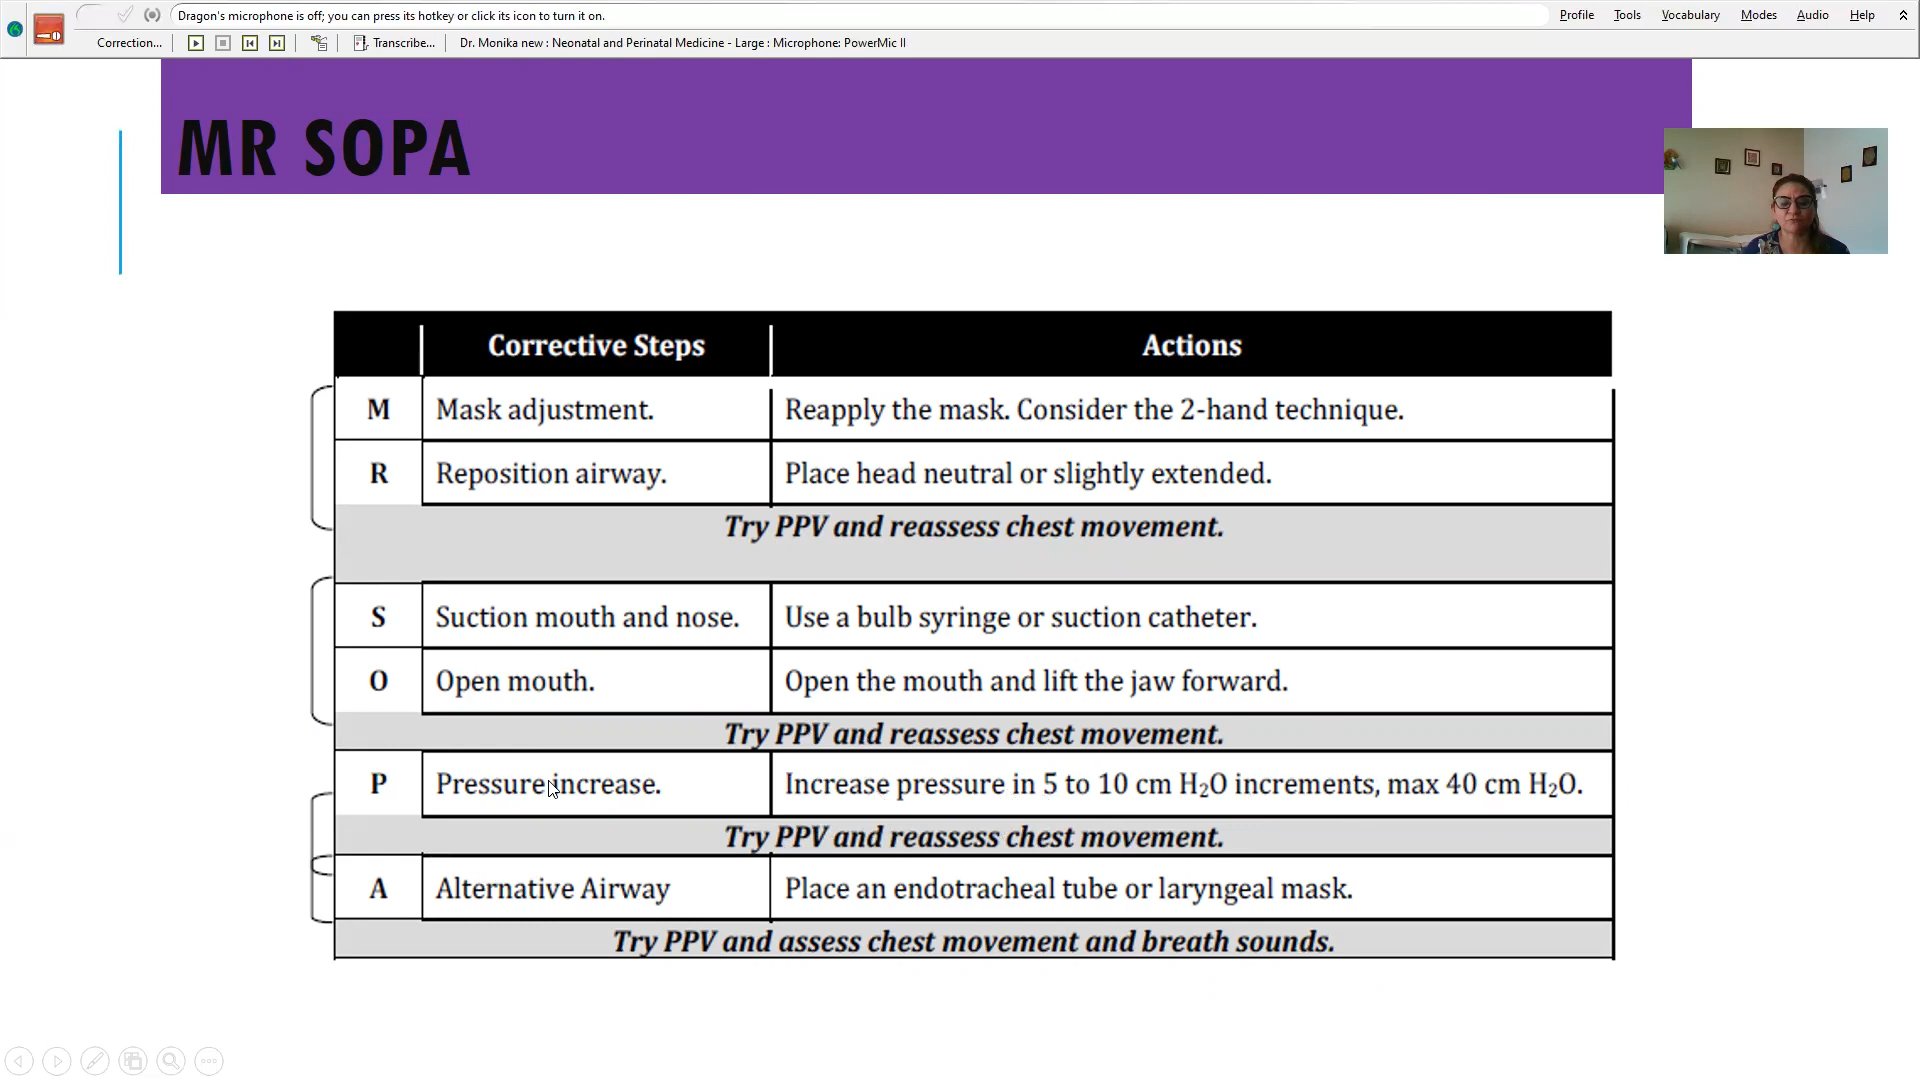 Dragon's microphone is off; you can press its hotkey or click its icon to turn it on.
Profile Tools Vocabulary Modes Audio Help
Correction... Transcribe... Dr. Monika new : Neonatal and Perinatal Medicine - Large : Microphone: PowerMic II
MR SOPA
Corrective Steps Actions
M Mask adjustment. Reapply the mask. Consider the 2-hand technique.
R Reposition airway. Place head neutral or slightly extended.
Try PPV and reassess chest movement.
S Suction mouth and nose. Use a bulb syringe or suction catheter.
O Open mouth. Open the mouth and lift the jaw forward.
Try PPV and reassess chest movement.
P Pressure increase. Increase pressure in 5 to 10 cm H₂O increments, max 40 cm H₂O.
Try PPV and reassess chest movement.
A Alternative Airway Place an endotracheal tube or laryngeal mask.
Try PPV and assess chest movement and breath sounds.